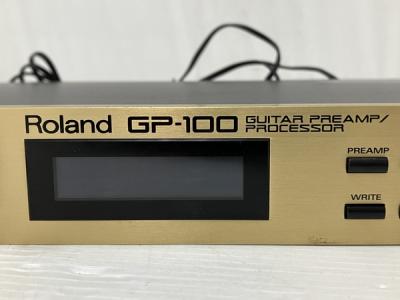 Roland GP-100 GUITAR PREAMP/
PROCESSOR
PREAMP
WRITE